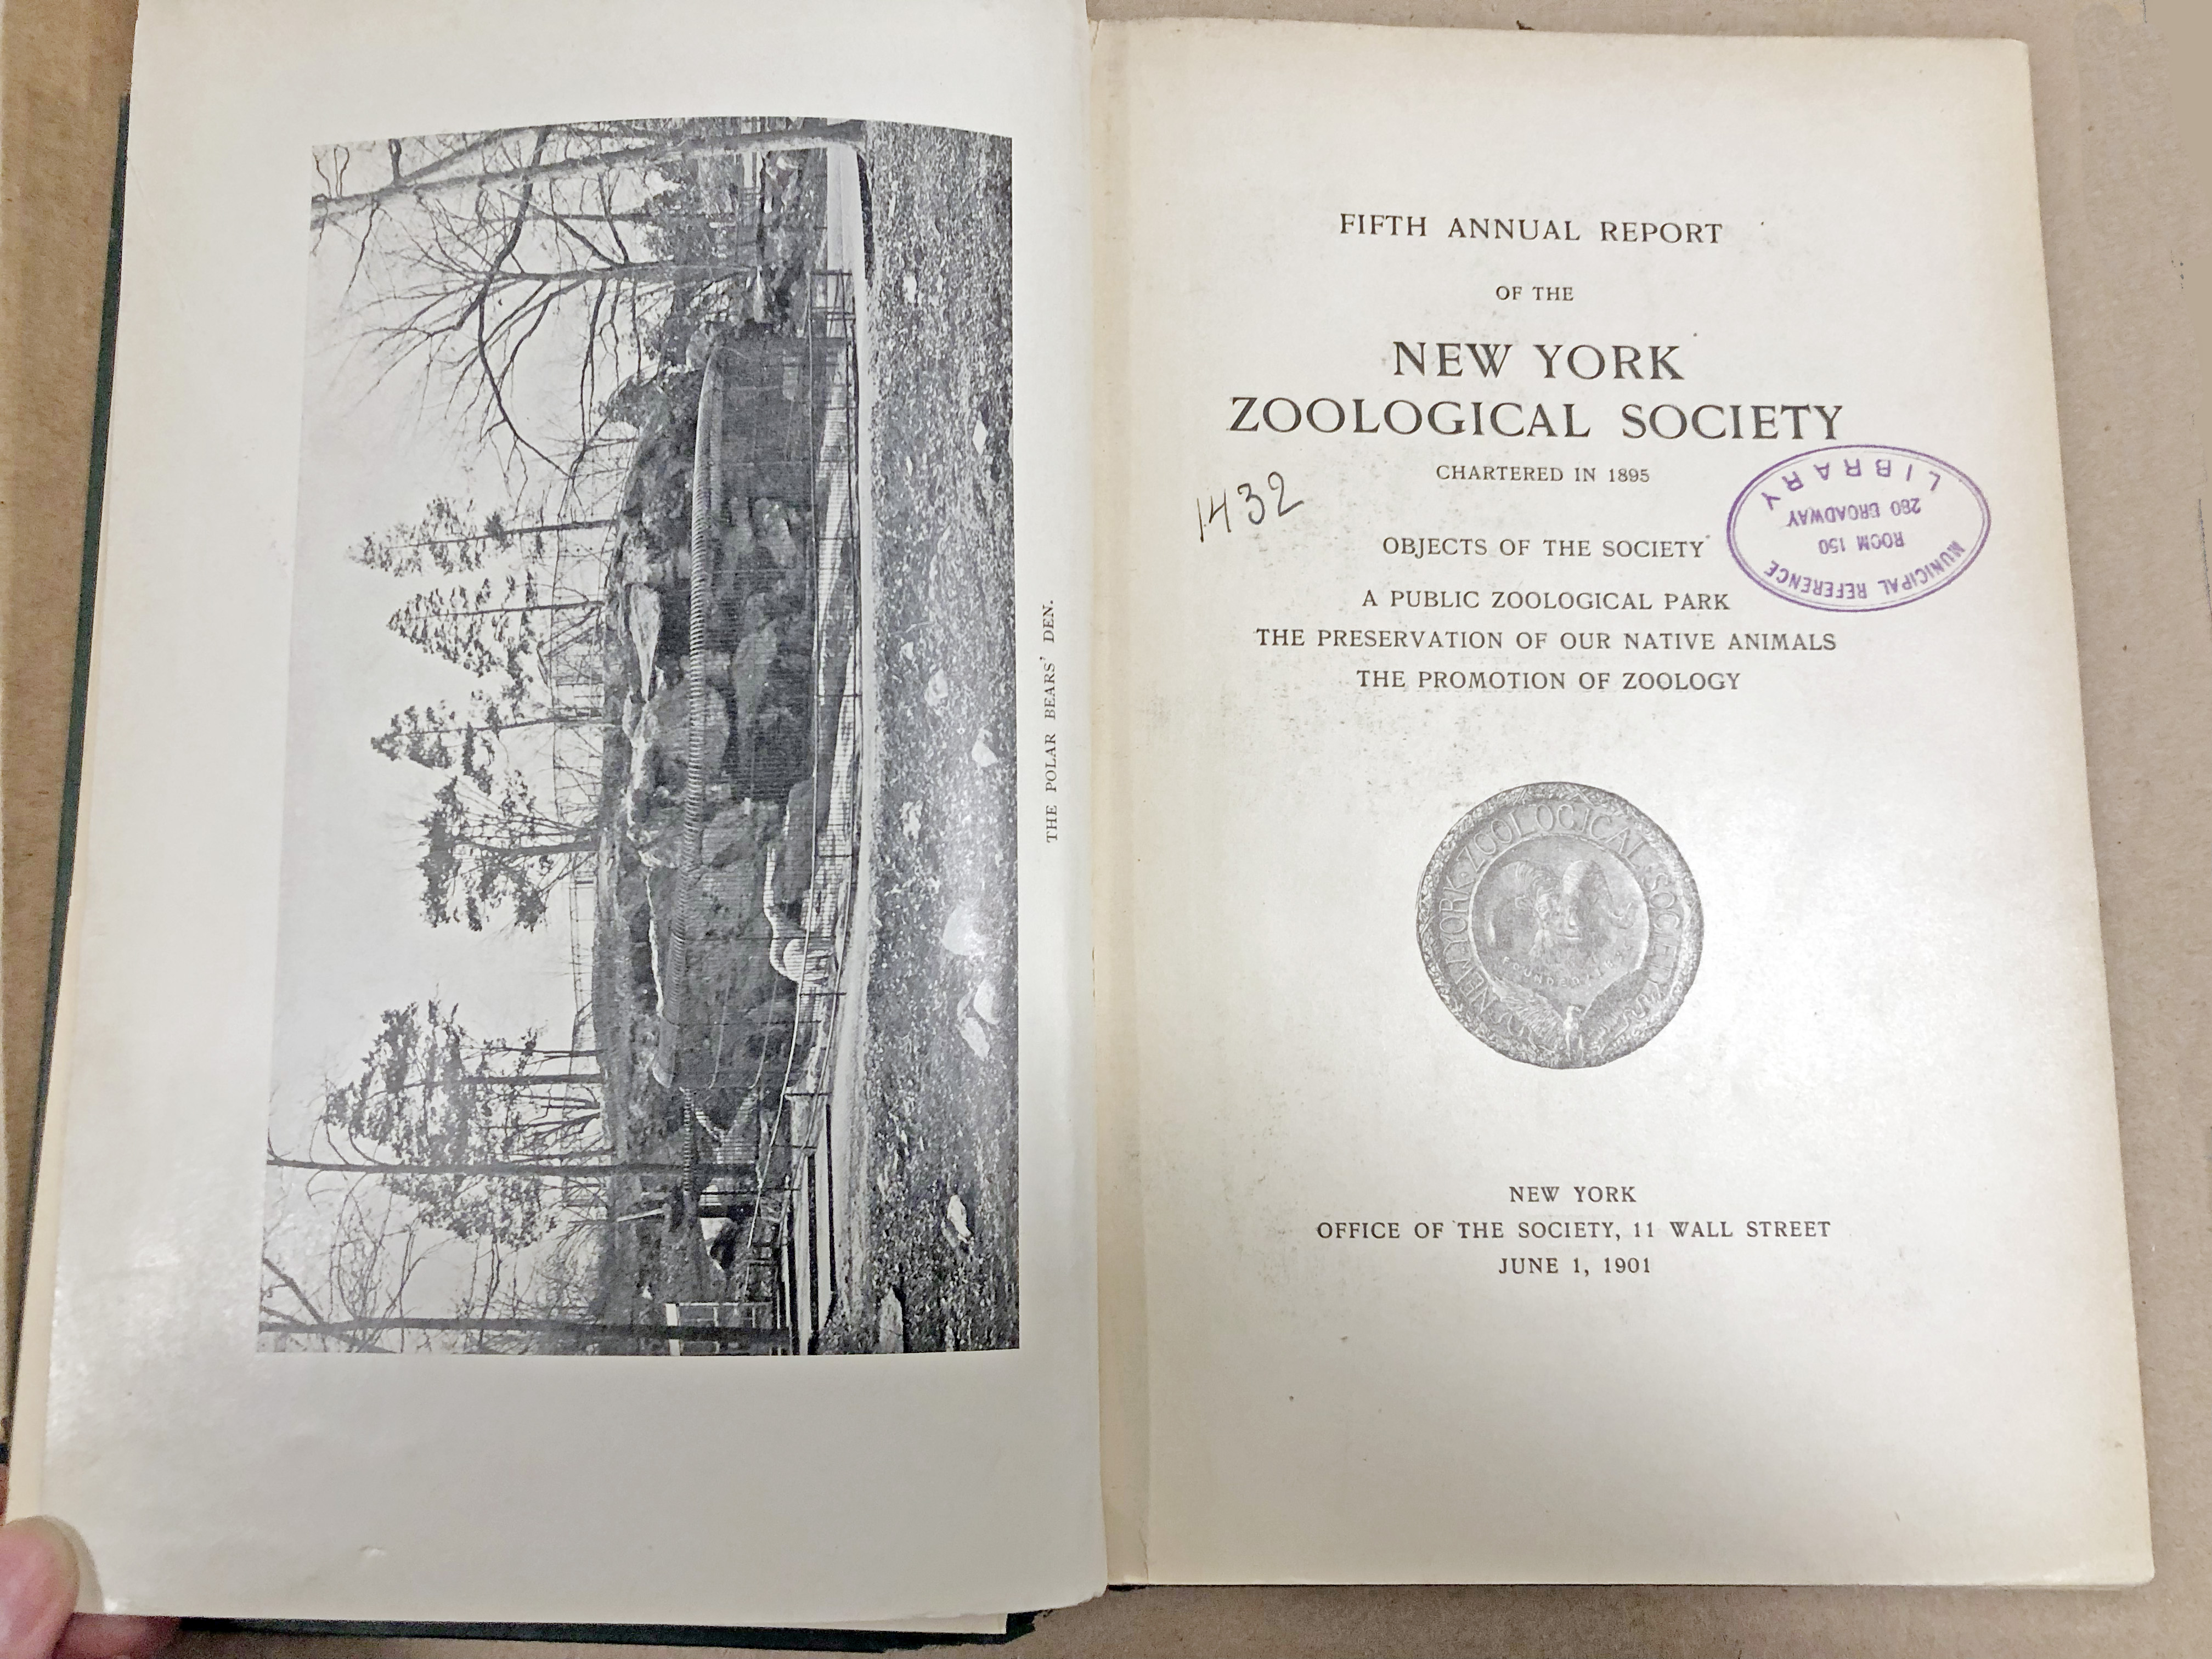 THE POLAR BEARS' DEN.
FIFTH ANNUAL REPORT
OF THE
NEW YORK
ZOOLOGICAL SOCIETY
CHARTERED IN 1895
1432
MUNICIPAL REFERENCE
ROOM 150
280 BROADWAY
LIBRARY
OBJECTS OF THE SOCIETY
A PUBLIC ZOOLOGICAL PARK
THE PRESERVATION OF OUR NATIVE ANIMALS
THE PROMOTION OF ZOOLOGY
NEW YORK · ZOOLOGICAL · SOCIETY
NEW YORK
OFFICE OF THE SOCIETY, 11 WALL STREET
JUNE 1, 1901